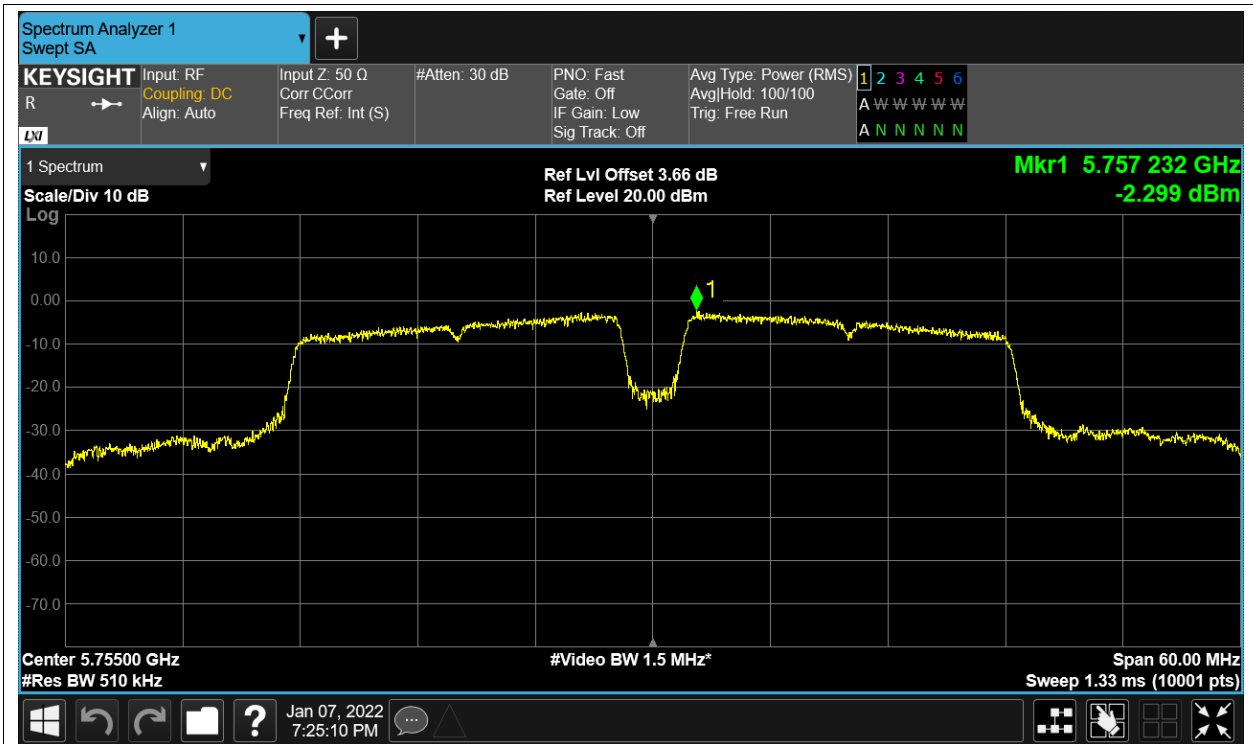 Spectrum Analyzer 1
Swept SA
+
KEYSIGHT
R
LXI
Input: RF
Coupling: DC
Align: Auto
Input Z: 50 Ω
Corr CCorr
Freq Ref: Int (S)
#Atten: 30 dB
PNO: Fast
Gate: Off
IF Gain: Low
Sig Track: Off
Avg Type: Power (RMS)
Avg|Hold: 100/100
Trig: Free Run
1 2 3 4 5 6
A W W W W W
A N N N N N
1 Spectrum
Scale/Div 10 dB
Log
Ref Lvl Offset 3.66 dB
Ref Level 20.00 dBm
Mkr1 5.757 232 GHz
-2.299 dBm
10.0
0.00
-10.0
-20.0
-30.0
-40.0
-50.0
-60.0
-70.0
1
Center 5.75500 GHz
#Res BW 510 kHz
#Video BW 1.5 MHz*
Span 60.00 MHz
Sweep 1.33 ms (10001 pts)
?
Jan 07, 2022
7:25:10 PM